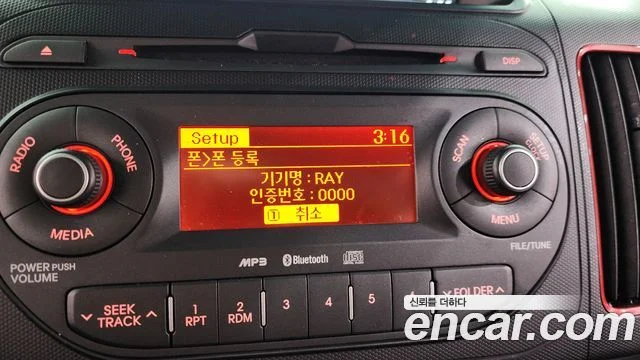 DISP
Setup 3:16
폰>폰 등록
기기명 : RAY
인증번호 : 0000
1 취소
RADIO
PHONE
MEDIA
SCAN
SETUP
CLOCK
MENU
POWER PUSH
VOLUME
FILE/TUNE
MP3 Bluetooth
SEEK
TRACK
1
RPT
2
RDM
3
4
5
6
FOLDER
신뢰를 더하다
encar.com